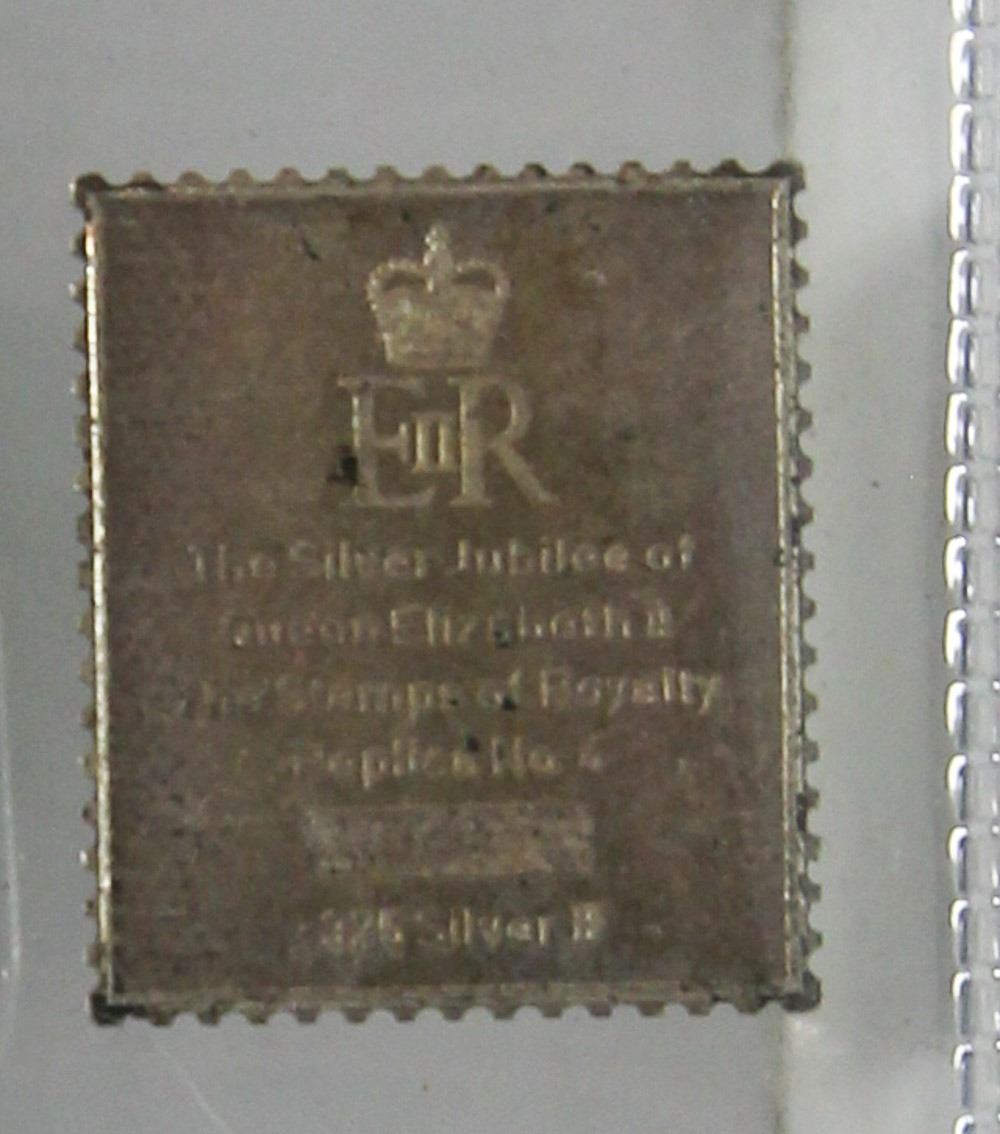 EIIR
The Silver Jubilee of
Queen Elizabeth II
The Stamps of Royalty
Replica No.
925 Silver